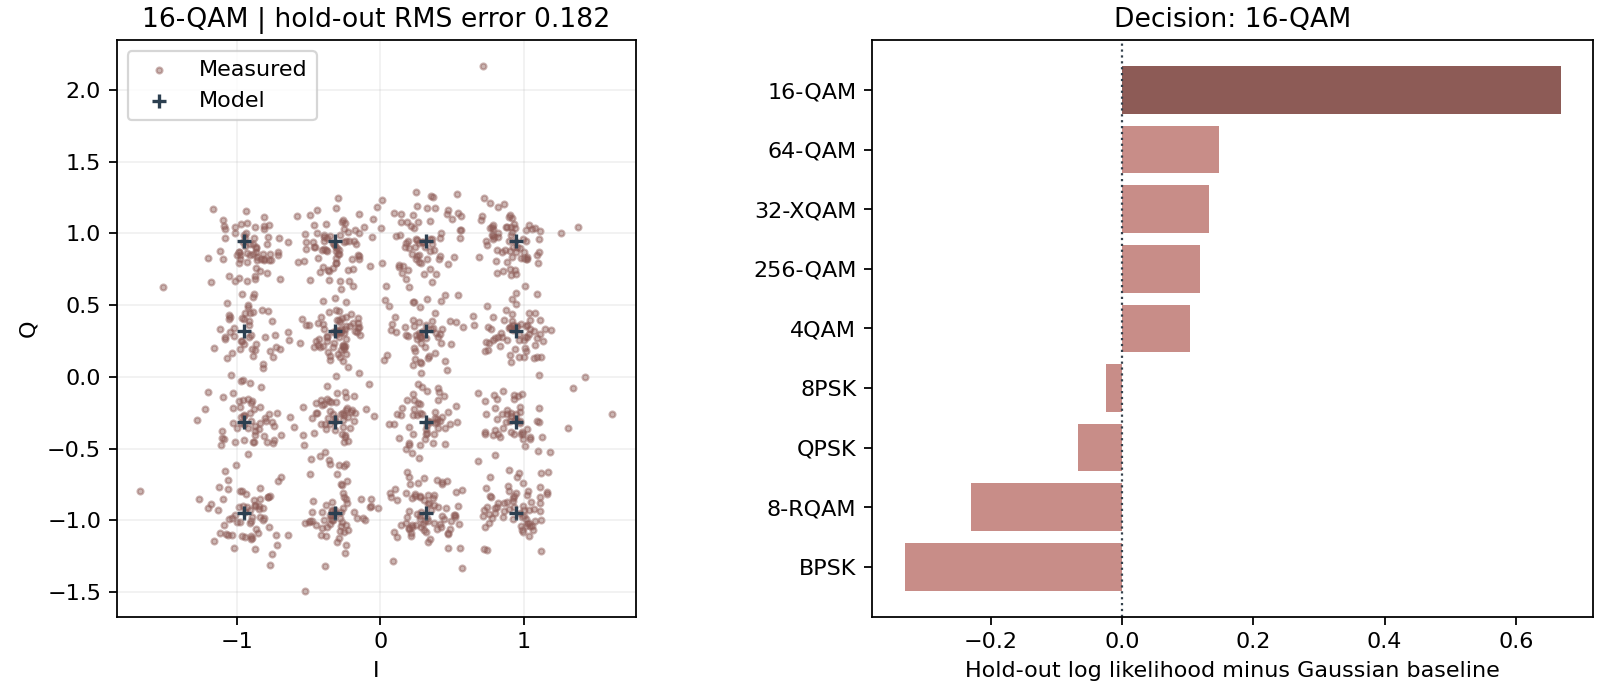 16-QAM | hold-out RMS error 0.182
Measured
Model
2.0
1.5
1.0
0.5
0.0
−0.5
−1.0
−1.5
Q
−1
0
1
I
Decision: 16-QAM
16-QAM
64-QAM
32-XQAM
256-QAM
4QAM
8PSK
QPSK
8-RQAM
BPSK
−0.2
0.0
0.2
0.4
0.6
Hold-out log likelihood minus Gaussian baseline